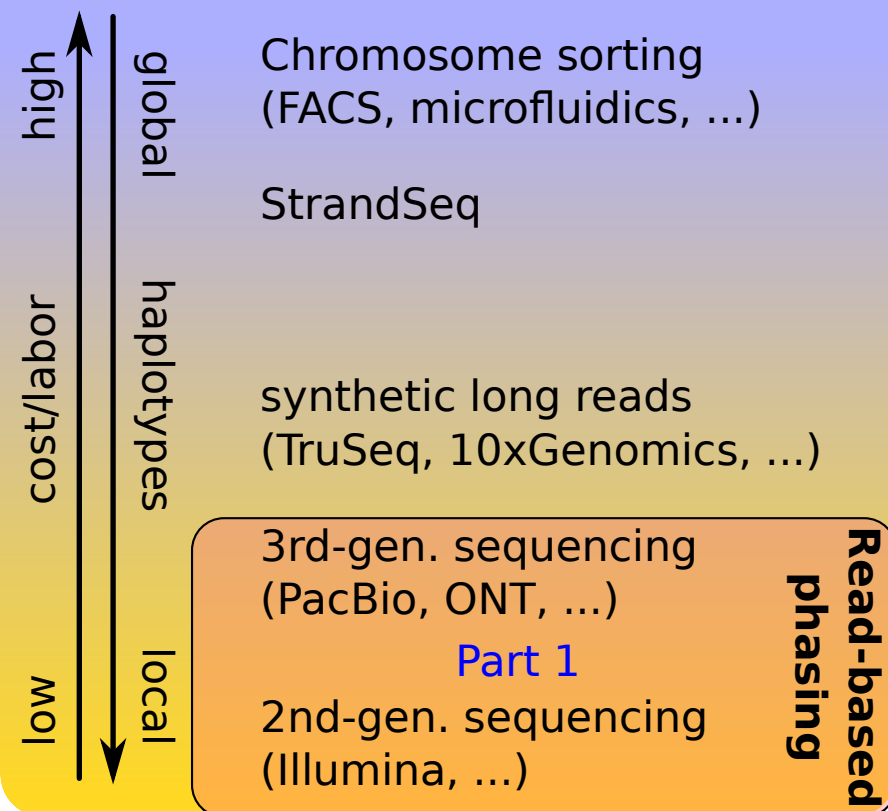 high
cost/labor
low
global
haplotypes
local
Chromosome sorting
(FACS, microfluidics, ...)
StrandSeq
synthetic long reads
(TruSeq, 10xGenomics, ...)
3rd-gen. sequencing
(PacBio, ONT, ...)
Part 1
2nd-gen. sequencing
(Illumina, ...)
Read-based
phasing